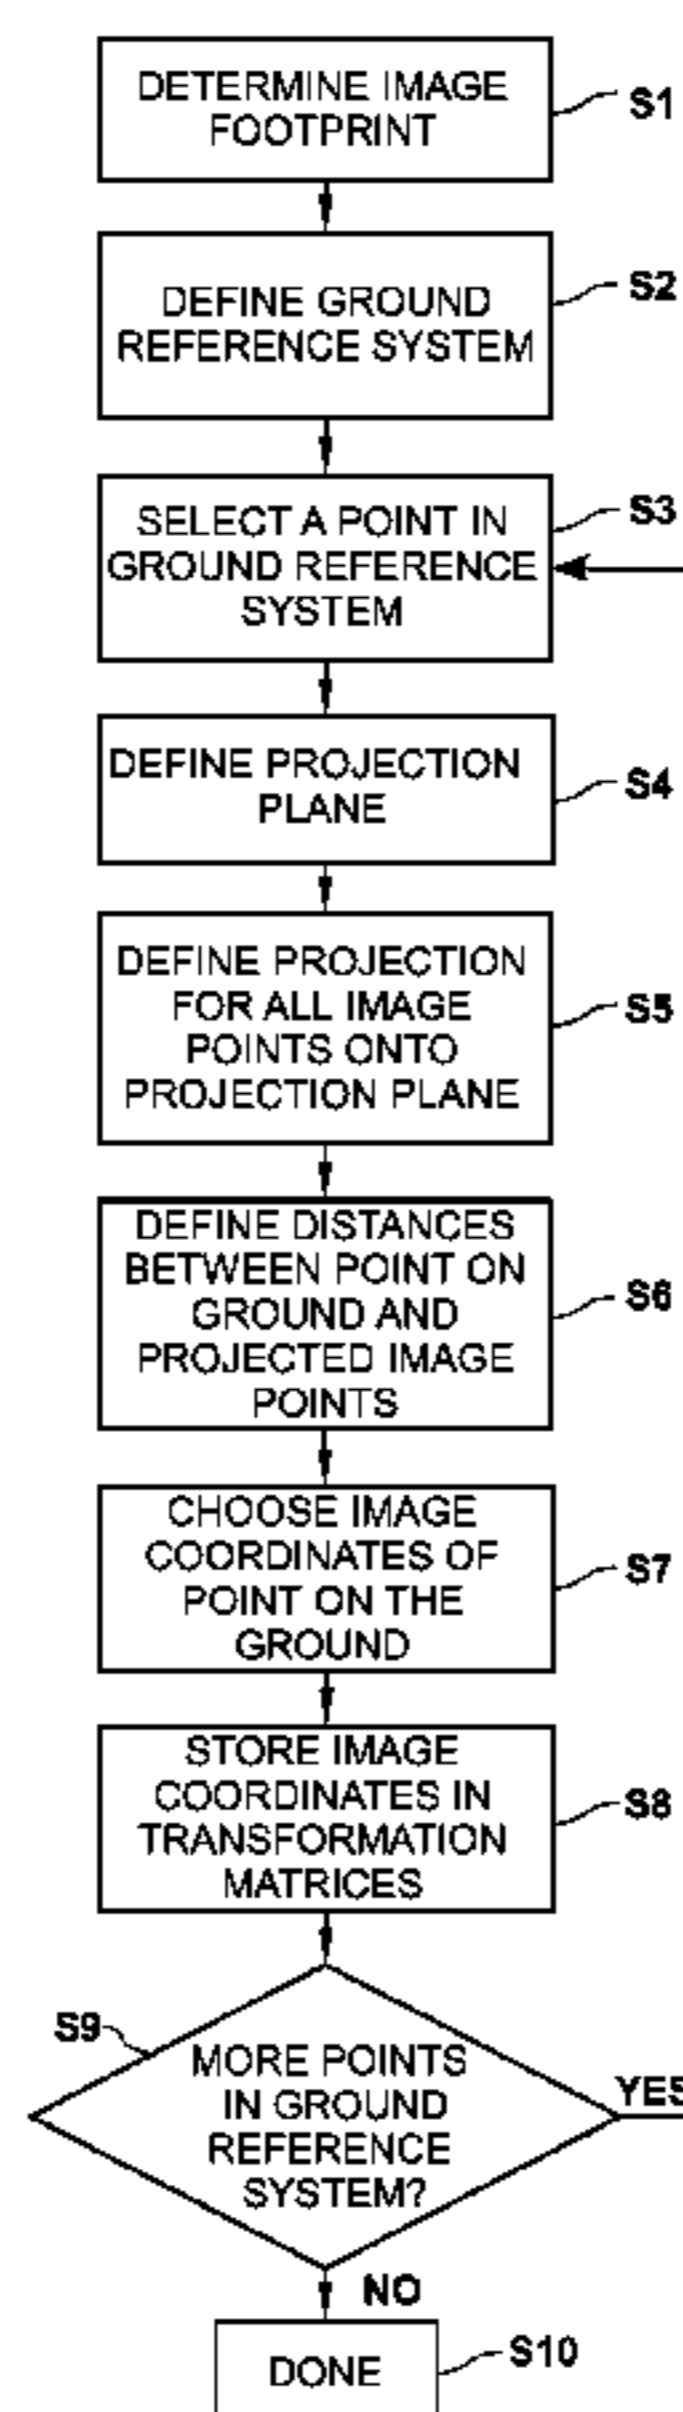 DETERMINE IMAGE
FOOTPRINT
S1
DEFINE GROUND
REFERENCE SYSTEM
S2
SELECT A POINT IN
GROUND REFERENCE
SYSTEM
S3
DEFINE PROJECTION
PLANE
S4
DEFINE PROJECTION
FOR ALL IMAGE
POINTS ONTO
PROJECTION PLANE
S5
DEFINE DISTANCES
BETWEEN POINT ON
GROUND AND
PROJECTED IMAGE
POINTS
S6
CHOOSE IMAGE
COORDINATES OF
POINT ON THE
GROUND
S7
STORE IMAGE
COORDINATES IN
TRANSFORMATION
MATRICES
S8
S9
MORE POINTS
IN GROUND
REFERENCE
SYSTEM?
YES
NO
DONE
S10